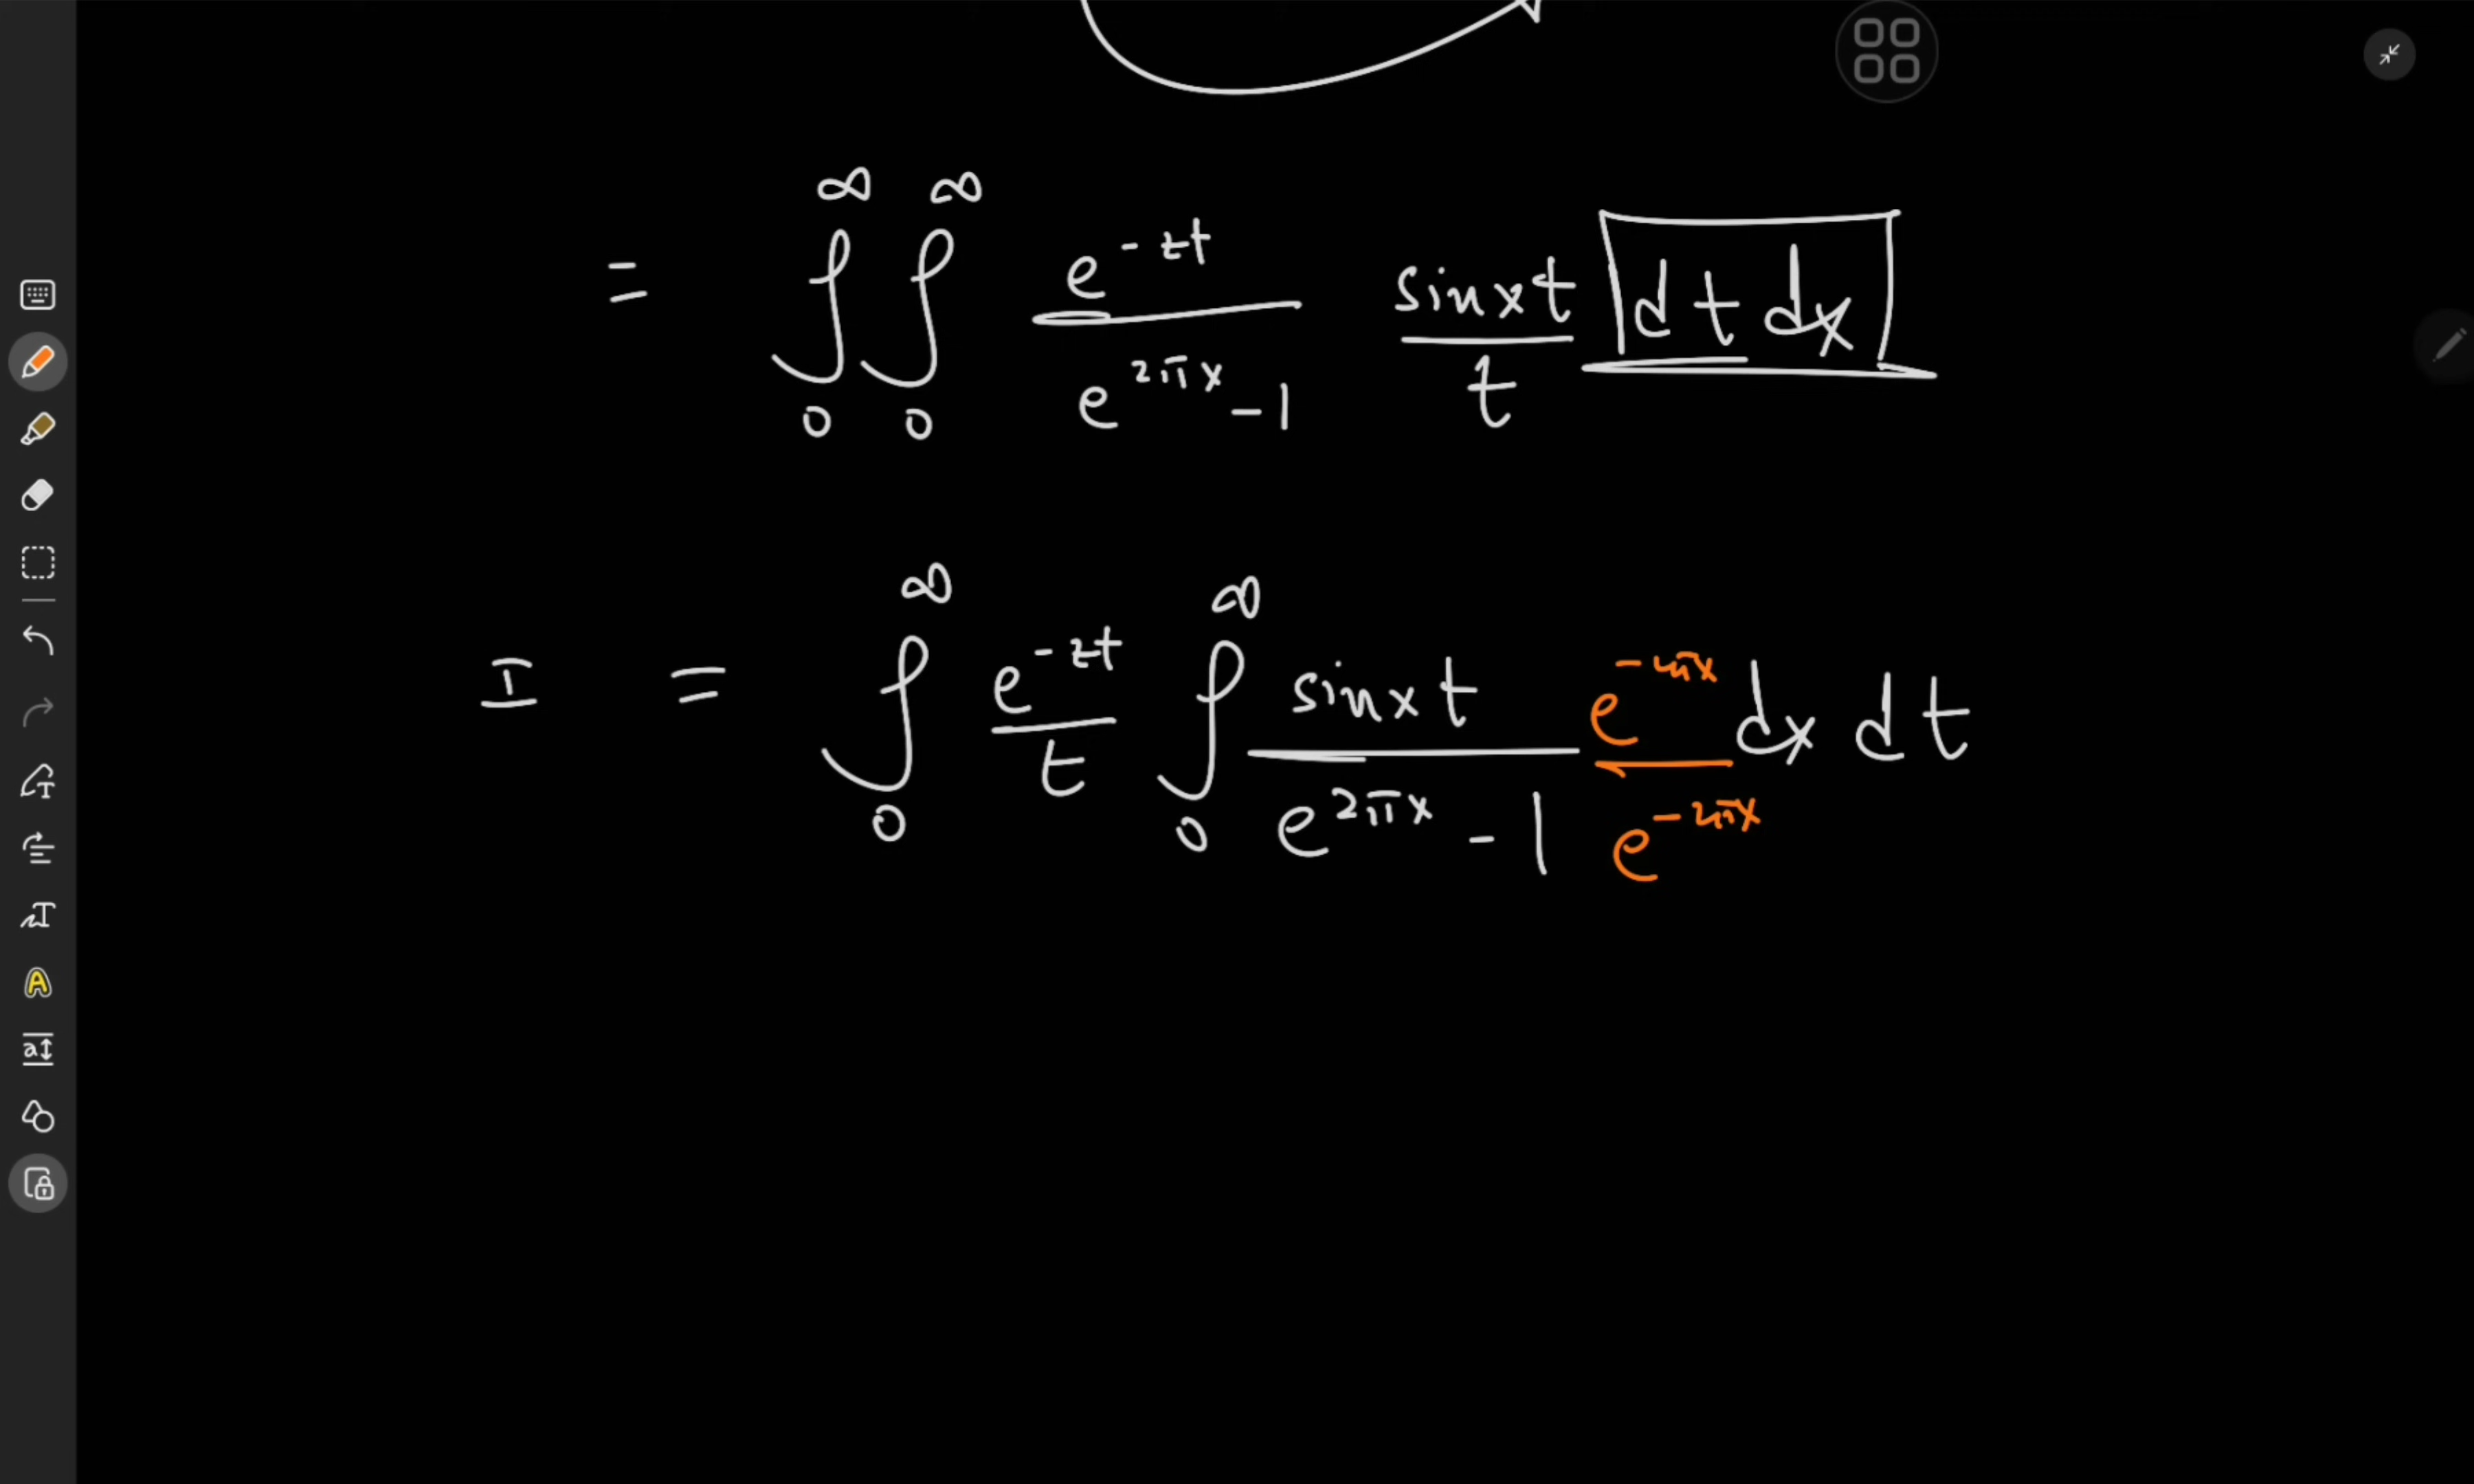 = ∫₀^∞ ∫₀^∞ e^{-zt} / (e^{2πx} - 1) · (sin xt) / t dt dx
I = ∫₀^∞ e^{-zt} / t ∫₀^∞ (sin xt) / (e^{2πx} - 1) · e^{-2πx} / e^{-2πx} dx dt